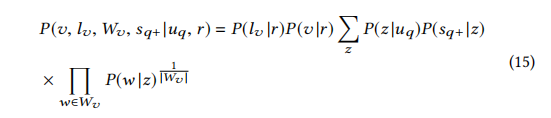 P(v, l_v, W_v, s_{q+}|u_q, r) = P(l_v|r)P(v|r) ∑_z P(z|u_q)P(s_{q+}|z)
× ∏_{w∈W_v} P(w|z)^{1/|W_v|}
(15)